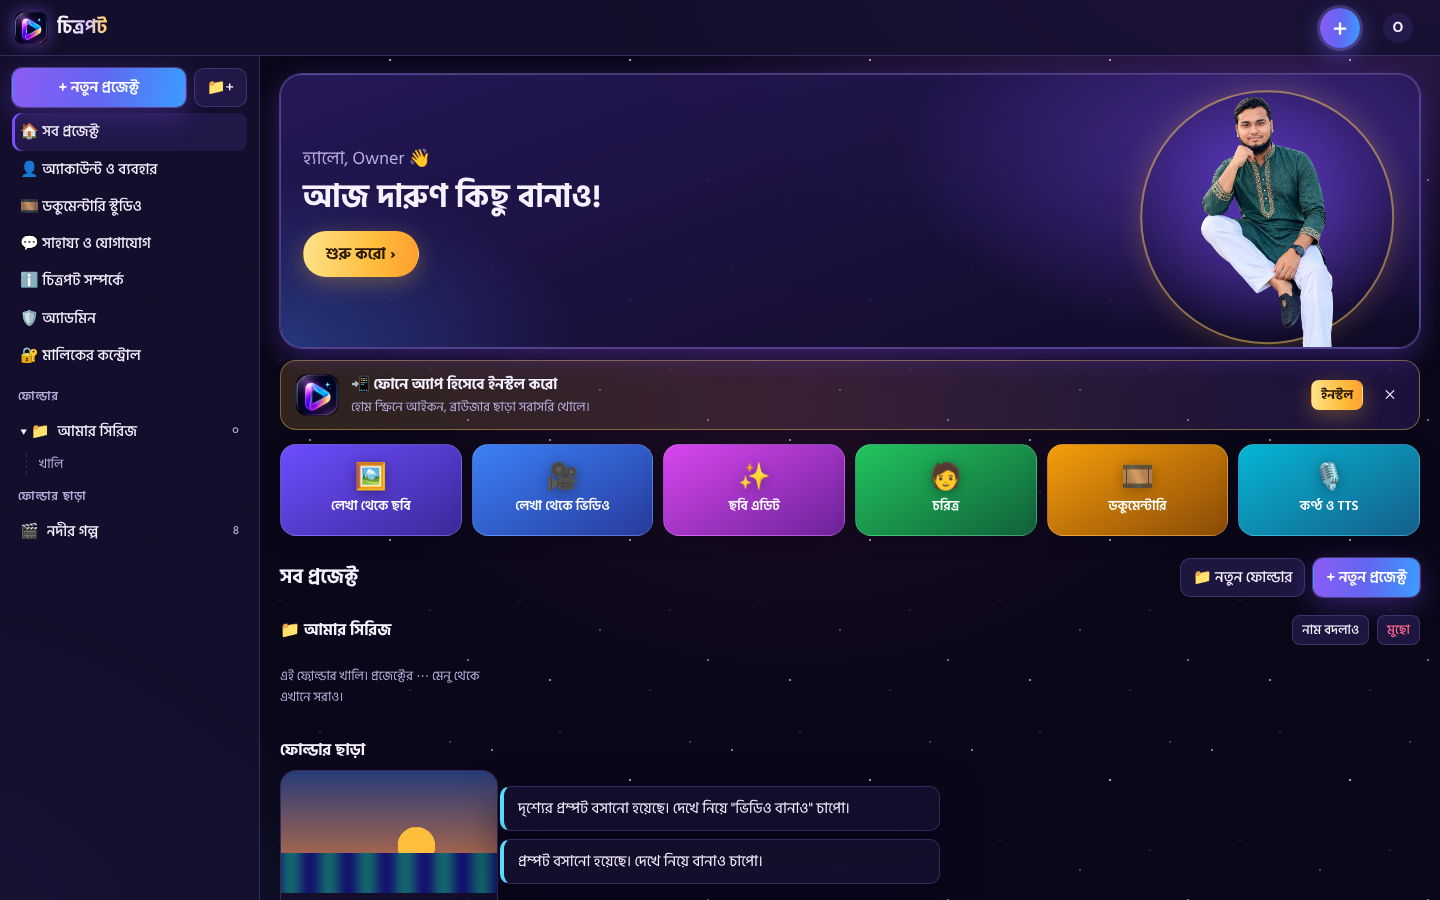 চিত্রপট
+
O
+ নতুন প্রজেক্ট
+
সব প্রজেক্ট
অ্যাকাউন্ট ও ব্যবহার
ডকুমেন্টারি স্টুডিও
সাহায্য ও যোগাযোগ
চিত্রপট সম্পর্কে
অ্যাডমিন
মালিকের কন্ট্রোল
ফোল্ডার
আমার সিরিজ ০
খালি
ফোল্ডার ছাড়া
নদীর গল্প ৪
হ্যালো, Owner 👋
আজ দারুণ কিছু বানাও!
শুরু করো ›
📲 ফোনে অ্যাপ হিসেবে ইনস্টল করো
হোম স্ক্রিনে আইকন, ব্রাউজার ছাড়া সরাসরি খোলে।
ইনস্টল ×
লেখা থেকে ছবি
লেখা থেকে ভিডিও
ছবি এডিট
চরিত্র
ডকুমেন্টারি
কণ্ঠ ও TTS
সব প্রজেক্ট
নতুন ফোল্ডার
+ নতুন প্রজেক্ট
আমার সিরিজ
নাম বদলাও
মুছো
এই ফোল্ডার খালি। প্রজেক্টের ⋯ মেনু থেকে
এখানে সরাও।
ফোল্ডার ছাড়া
দৃশ্যের প্রম্পট বসানো হয়েছে। দেখে নিয়ে "ভিডিও বানাও" চাপো।
প্রম্পট বসানো হয়েছে। দেখে নিয়ে বানাও চাপো।